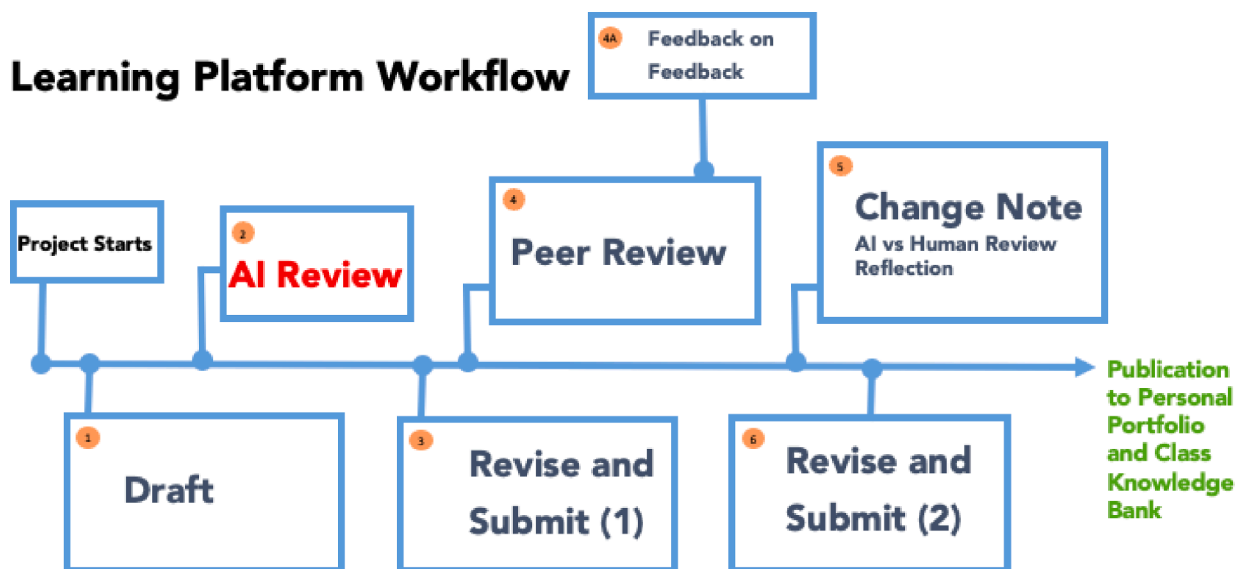 Learning Platform Workflow
4A
Feedback on
Feedback
Project Starts
2
AI Review
4
Peer Review
5
Change Note
AI vs Human Review
Reflection
1
Draft
3
Revise and
Submit (1)
6
Revise and
Submit (2)
Publication
to Personal
Portfolio
and Class
Knowledge
Bank